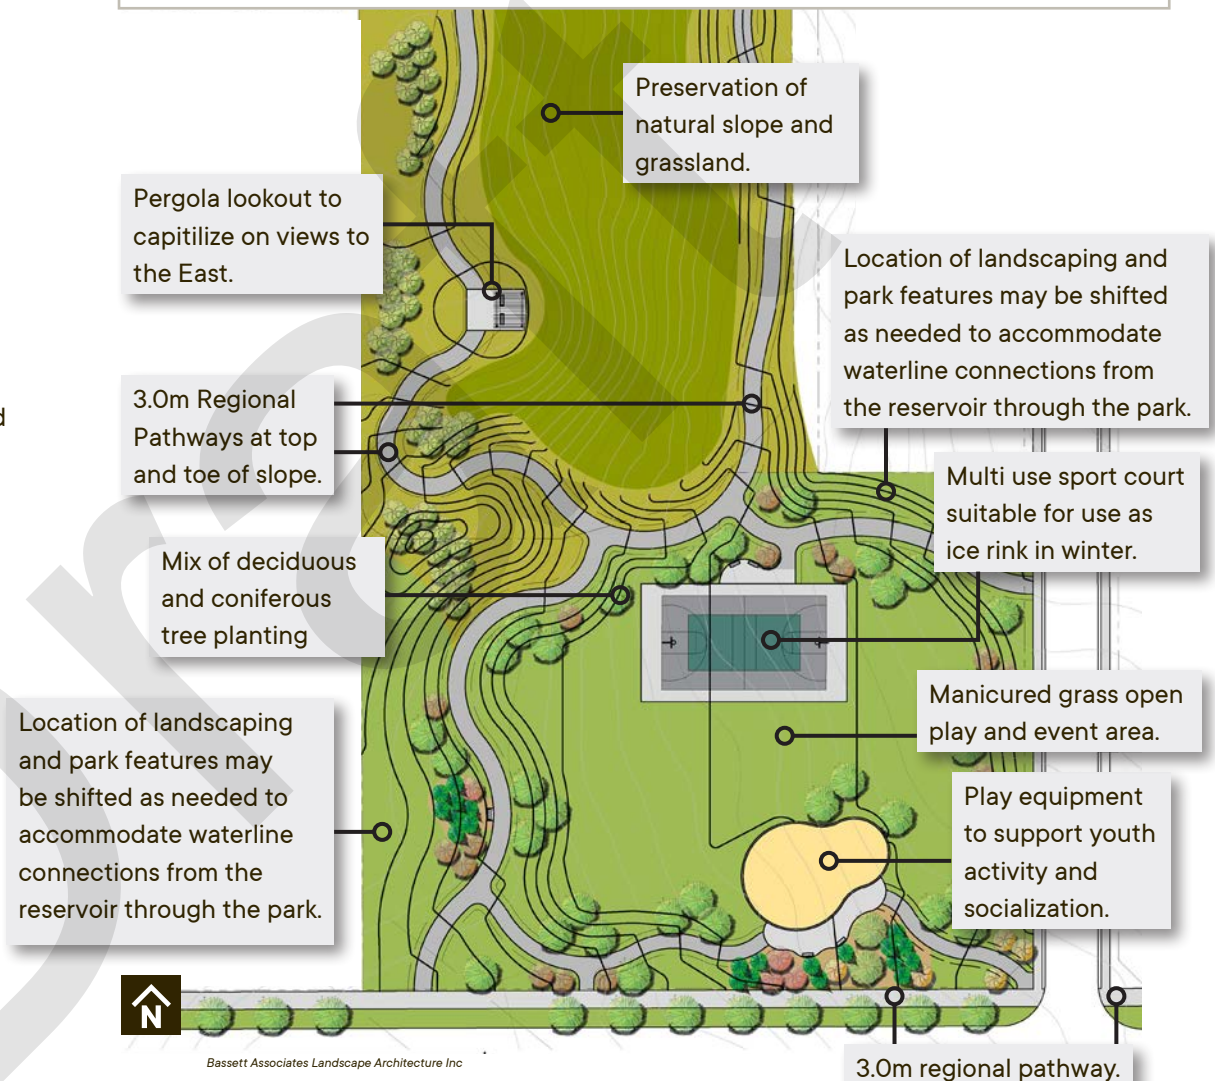 Preservation of
natural slope and
grassland.
Pergola lookout to
capitilize on views to
the East.
Location of landscaping and
park features may be shifted
as needed to accommodate
waterline connections from
the reservoir through the park.
3.0m Regional
Pathways at top
and toe of slope.
d
Multi use sport court
suitable for use as
ice rink in winter.
Mix of deciduous
and coniferous
tree planting
Manicured grass open
play and event area.
Location of landscaping
and park features may
be shifted as needed to
accommodate waterline
connections from the
reservoir through the park.
Play equipment
to support youth
activity and
socialization.
N
Bassett Associates Landscape Architecture Inc
3.0m regional pathway.
Draft